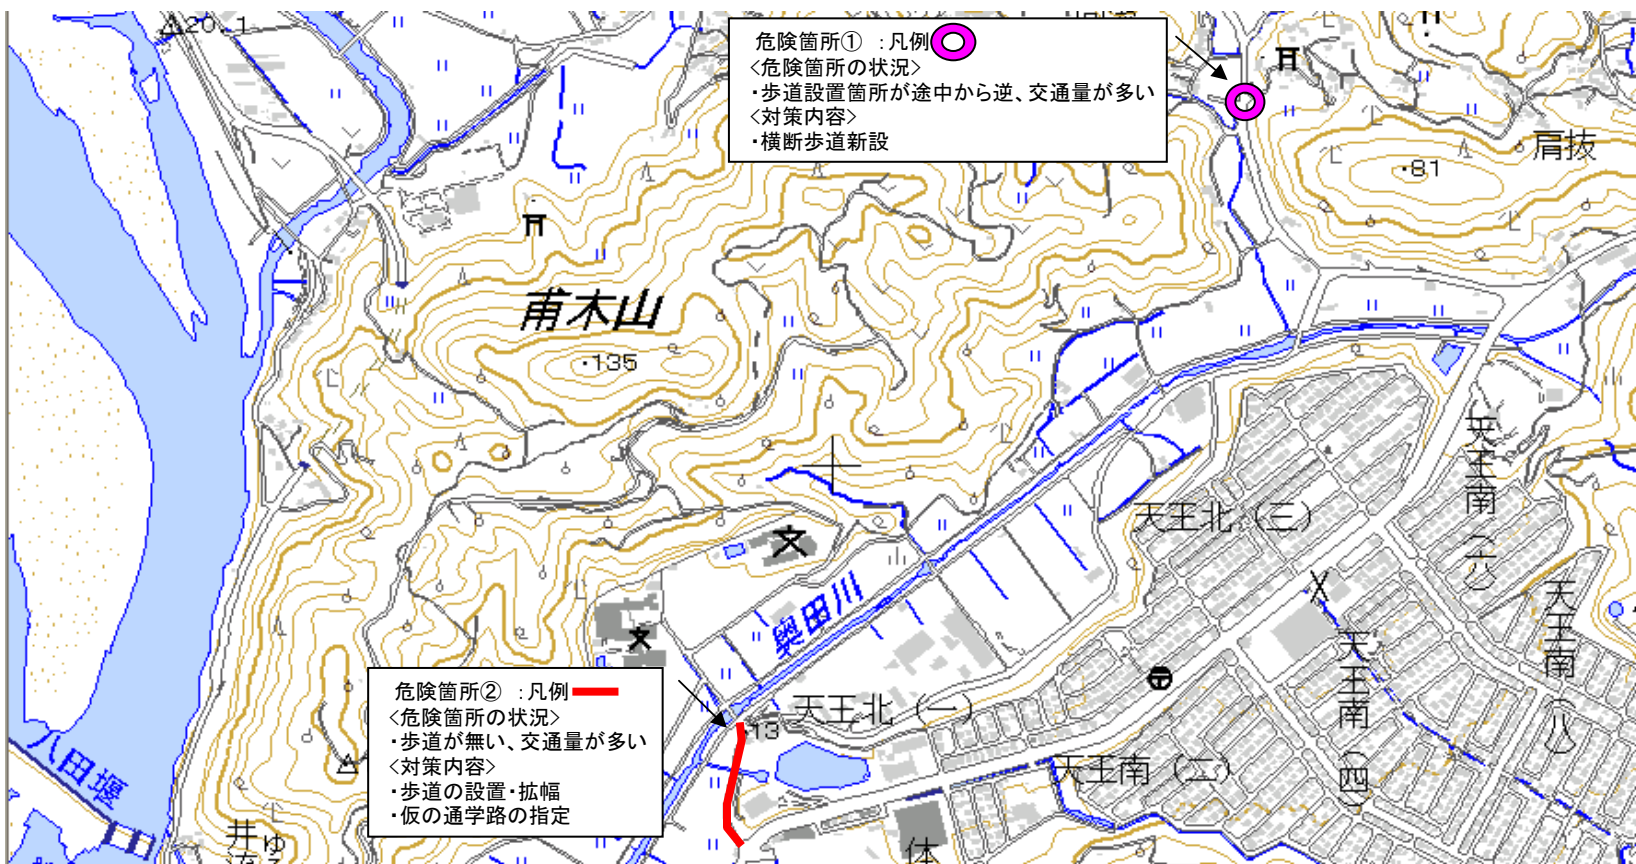 20.1
危険箇所① :凡例
<危険箇所の状況>
・歩道設置箇所が途中から逆、交通量が多い
<対策内容>
・横断歩道新設
肩抜
・81
甫木山
・135
天王南(六)
天王北(三)
文
奥田川
文
天王南(八)
天王南(四)
危険箇所② :凡例
<危険箇所の状況>
・歩道が無い、交通量が多い
<対策内容>
・歩道の設置・拡幅
・仮の通学路の指定
天王北(一)
・13
天王南(二)
八田堰
井
ゆ
体